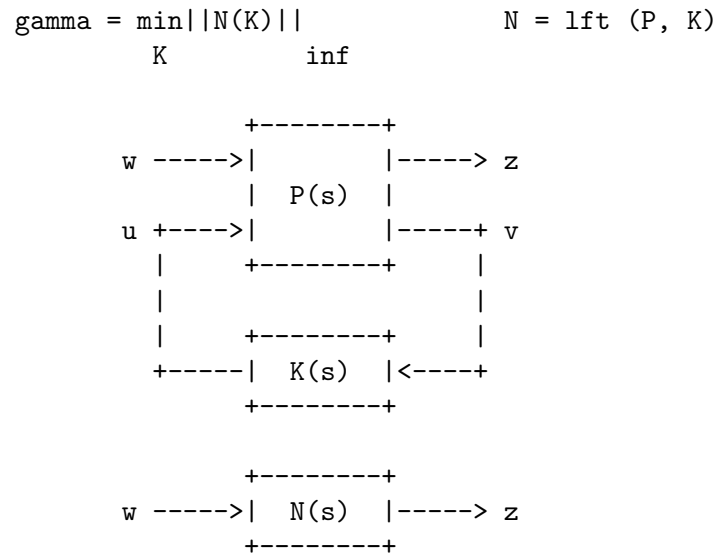 gamma = min||N(K)|| N = lft (P, K)
K inf
+--------+
w ----->| |-----> z
| P(s) |
u +---->| |-----+ v
| +--------+ |
| |
| +--------+ |
+-----| K(s) |<----+
+--------+
+--------+
w ----->| N(s) |-----> z
+--------+